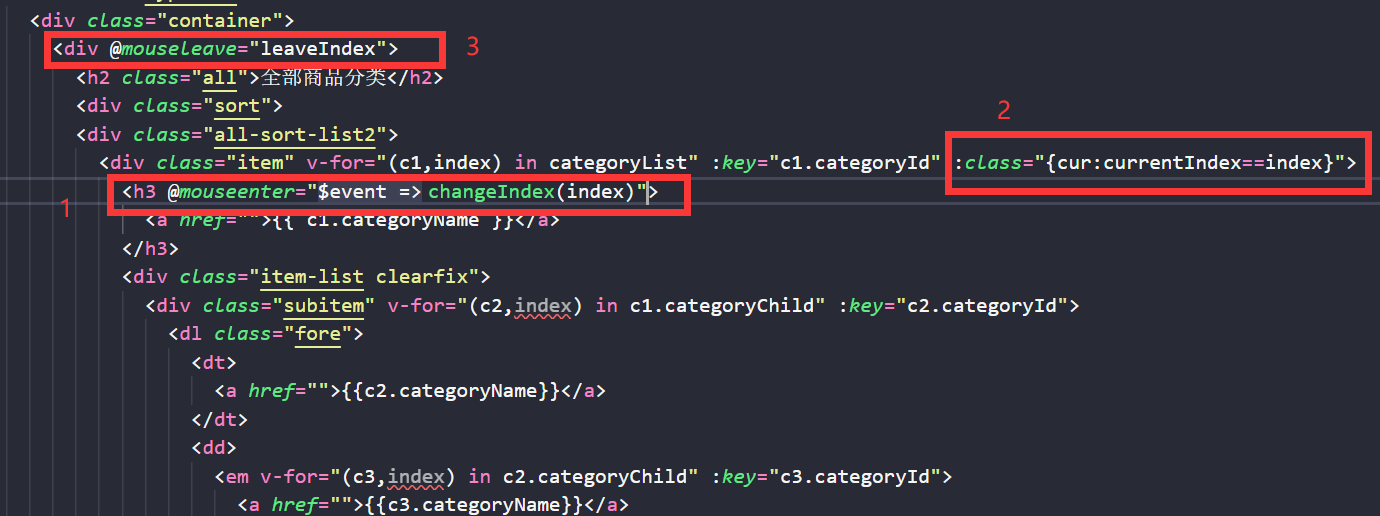 <div class="container">
<div @mouseleave="leaveIndex"> 3
<h2 class="all">全部商品分类</h2>
<div class="sort">
2
<div class="all-sort-list2">
<div class="item" v-for="(c1,index) in categoryList" :key="c1.categoryId" :class="{cur:currentIndex==index}">
1 <h3 @mouseenter="$event => changeIndex(index)">
<a href="">{{ c1.categoryName }}</a>
</h3>
<div class="item-list clearfix">
<div class="subitem" v-for="(c2,index) in c1.categoryChild" :key="c2.categoryId">
<dl class="fore">
<dt>
<a href="">{{c2.categoryName}}</a>
</dt>
<dd>
<em v-for="(c3,index) in c2.categoryChild" :key="c3.categoryId">
<a href="">{{c3.categoryName}}</a>